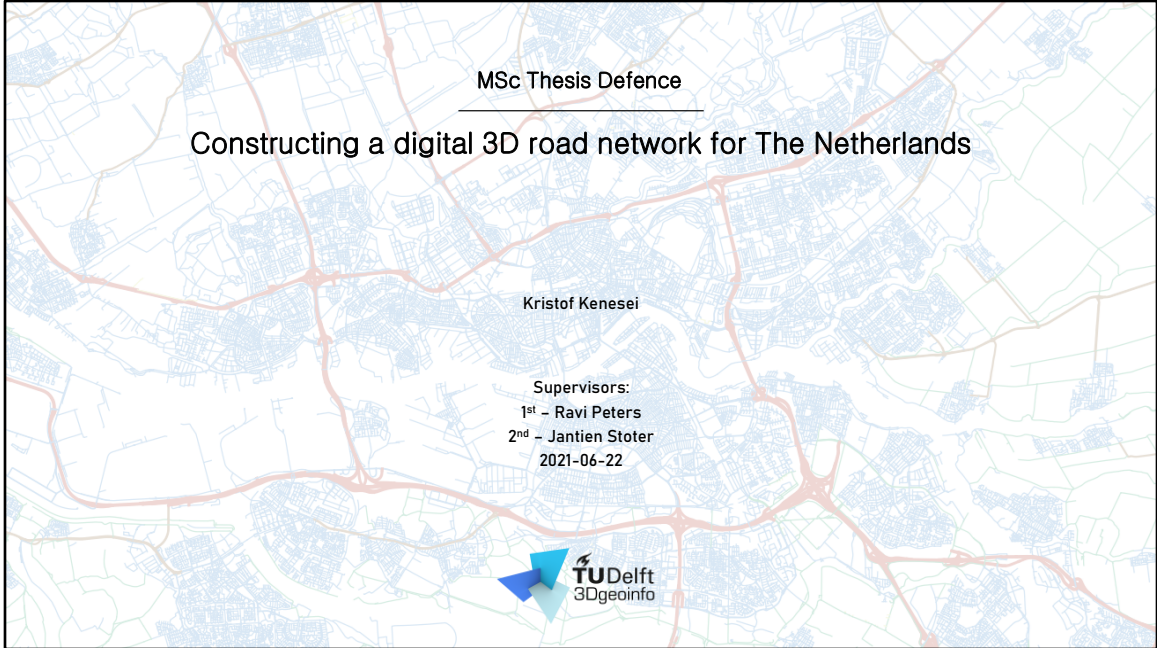 MSc Thesis Defence
Constructing a digital 3D road network for The Netherlands
Kristof Kenesei
Supervisors:
1st – Ravi Peters
2nd – Jantien Stoter
2021-06-22
TUDelft
3Dgeoinfo